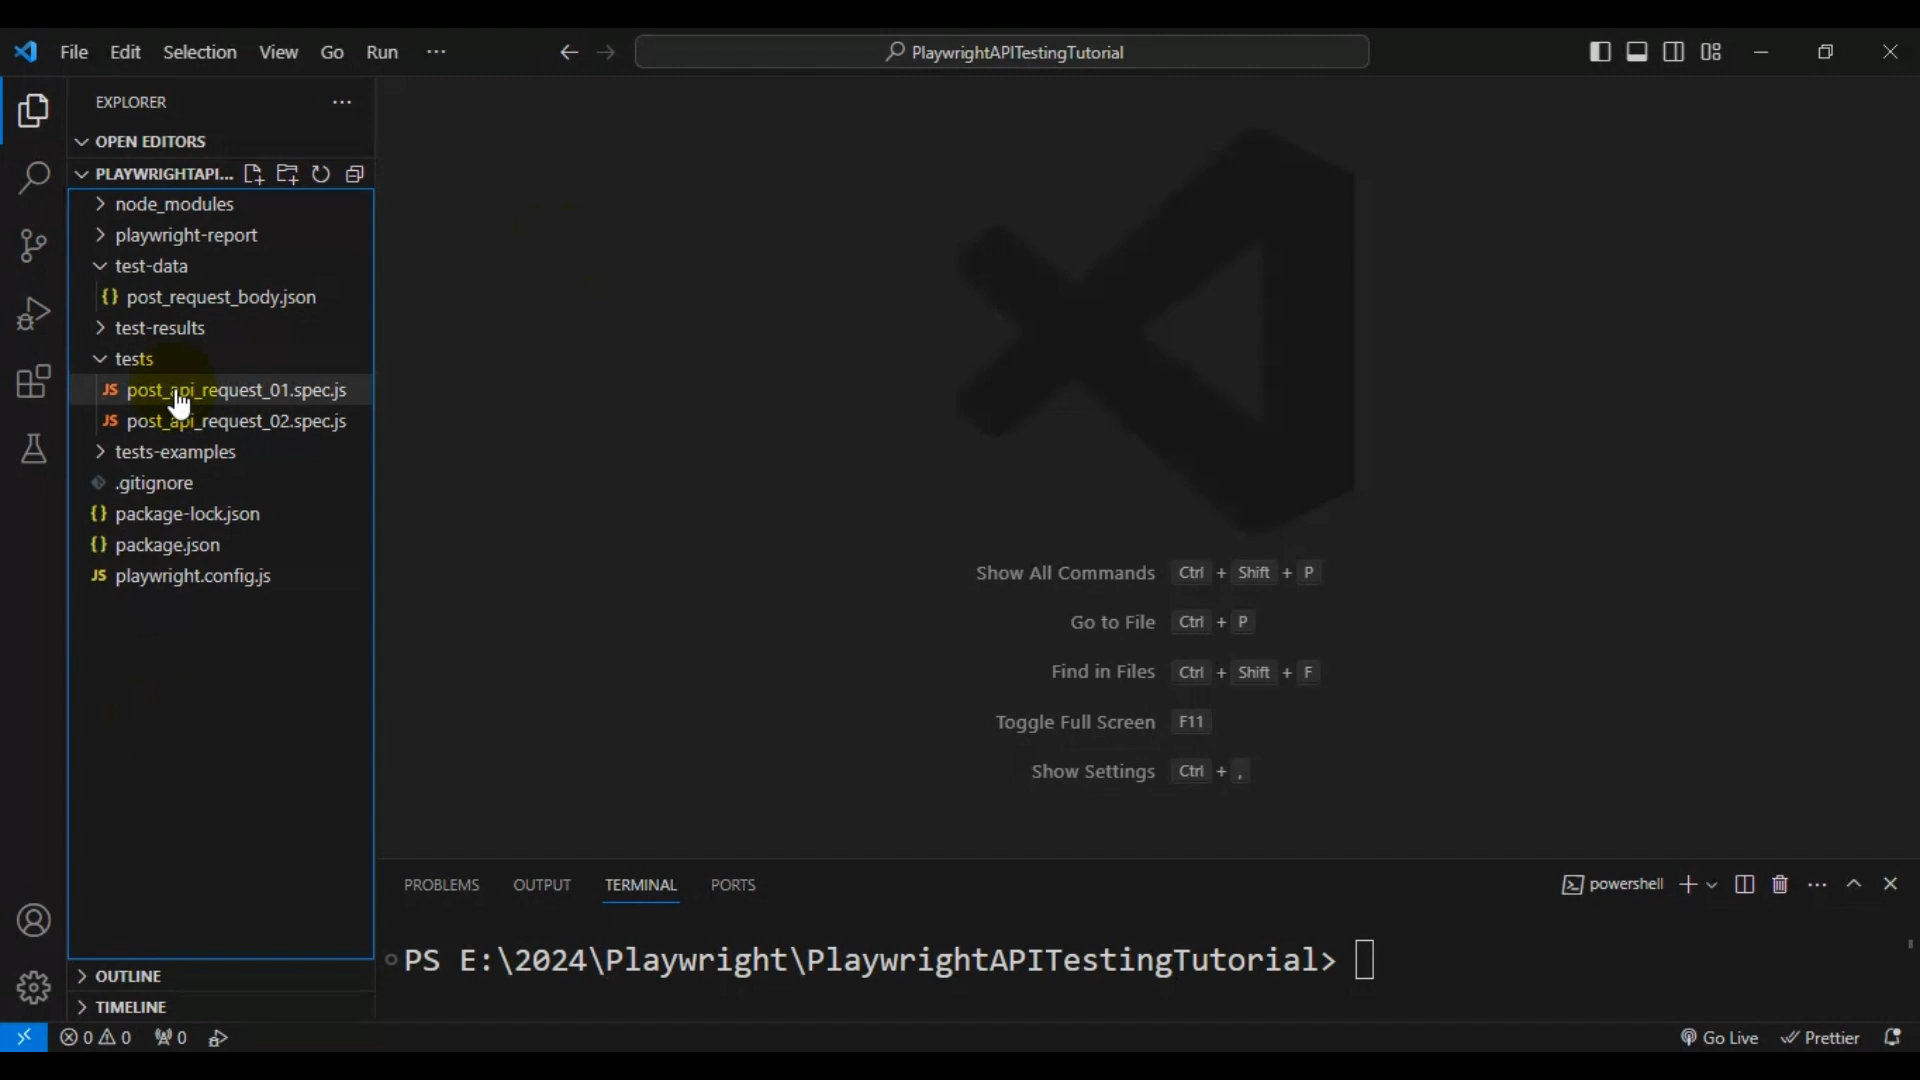 File Edit Selection View Go Run ···
PlaywrightAPITestingTutorial
EXPLORER
OPEN EDITORS
PLAYWRIGHTAPI...
node_modules
playwright-report
test-data
{} post_request_body.json
test-results
tests
JS post_api_request_01.spec.js
JS post_api_request_02.spec.js
tests-examples
.gitignore
{} package-lock.json
{} package.json
JS playwright.config.js
Show All Commands Ctrl + Shift + P
Go to File Ctrl + P
Find in Files Ctrl + Shift + F
Toggle Full Screen F11
Show Settings Ctrl + ,
PROBLEMS OUTPUT TERMINAL PORTS
powershell
PS E:\2024\Playwright\PlaywrightAPITestingTutorial>
OUTLINE
TIMELINE
0 0 0
Go Live Prettier